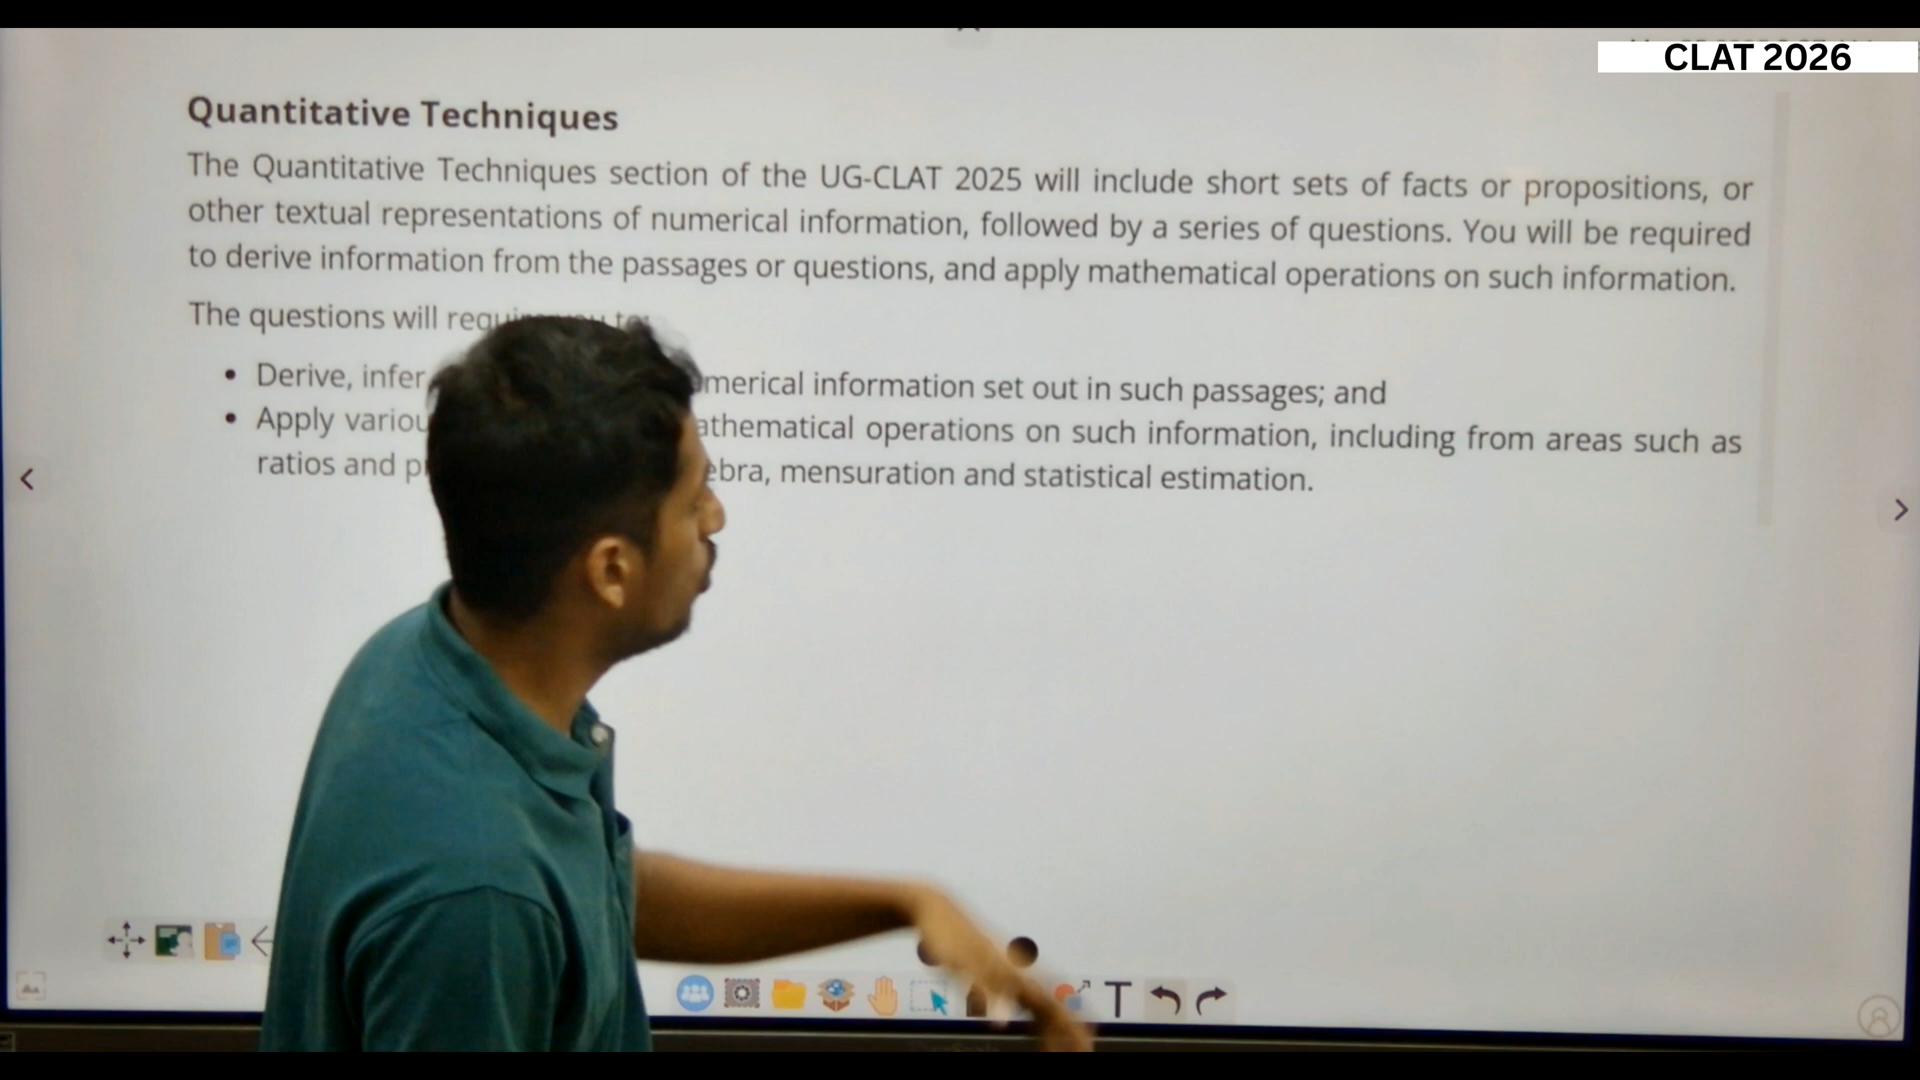 CLAT 2026
Quantitative Techniques
The Quantitative Techniques section of the UG-CLAT 2025 will include short sets of facts or propositions, or
other textual representations of numerical information, followed by a series of questions. You will be required
to derive information from the passages or questions, and apply mathematical operations on such information.
The questions will
• Derive, infer information set out in such passages; and
• Apply operations on such information, including from areas such as
ratios and mensuration and statistical estimation.
T